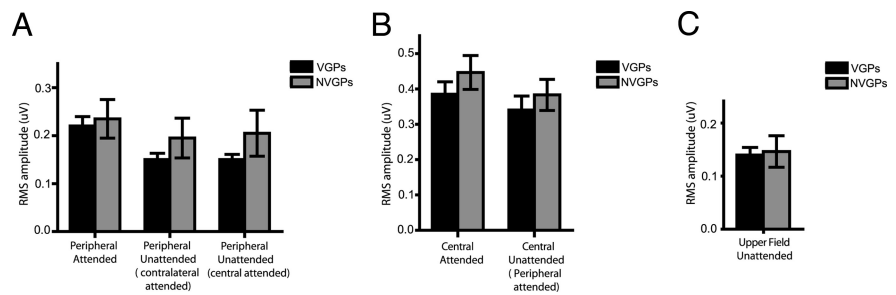 A
VGPs
NVGPs
RMS amplitude (uV)
0.3
0.2
0.1
0.0
Peripheral
Attended
Peripheral
Unattended
( contralateral
attended)
Peripheral
Unattended
(central attended)
B
VGPs
NVGPs
RMS amplitude (uV)
0.5
0.4
0.3
0.4
0.1
0.0
Central
Attended
Central
Unattended
( Peripheral
attended)
C
VGPs
NVGPs
RMS amplitude (uV)
0.2
0.1
0.0
Upper Field
Unattended